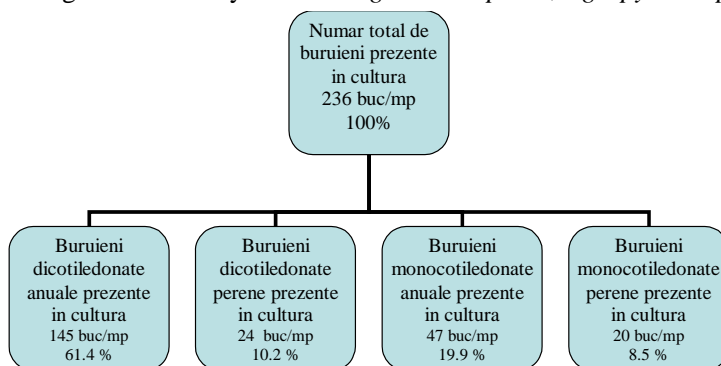 Numar total de
buruieni prezente
in cultura
236 buc/mp
100%
Buruieni
dicotiledonate
anuale prezente
in cultura
145 buc/mp
61.4 %
Buruieni
dicotiledonate
perene prezente
in cultura
24 buc/mp
10.2 %
Buruieni
monocotiledonate
anuale prezente
in cultura
47 buc/mp
19.9 %
Buruieni
monocotiledonate
perene prezente
in cultura
20 buc/mp
8.5 %